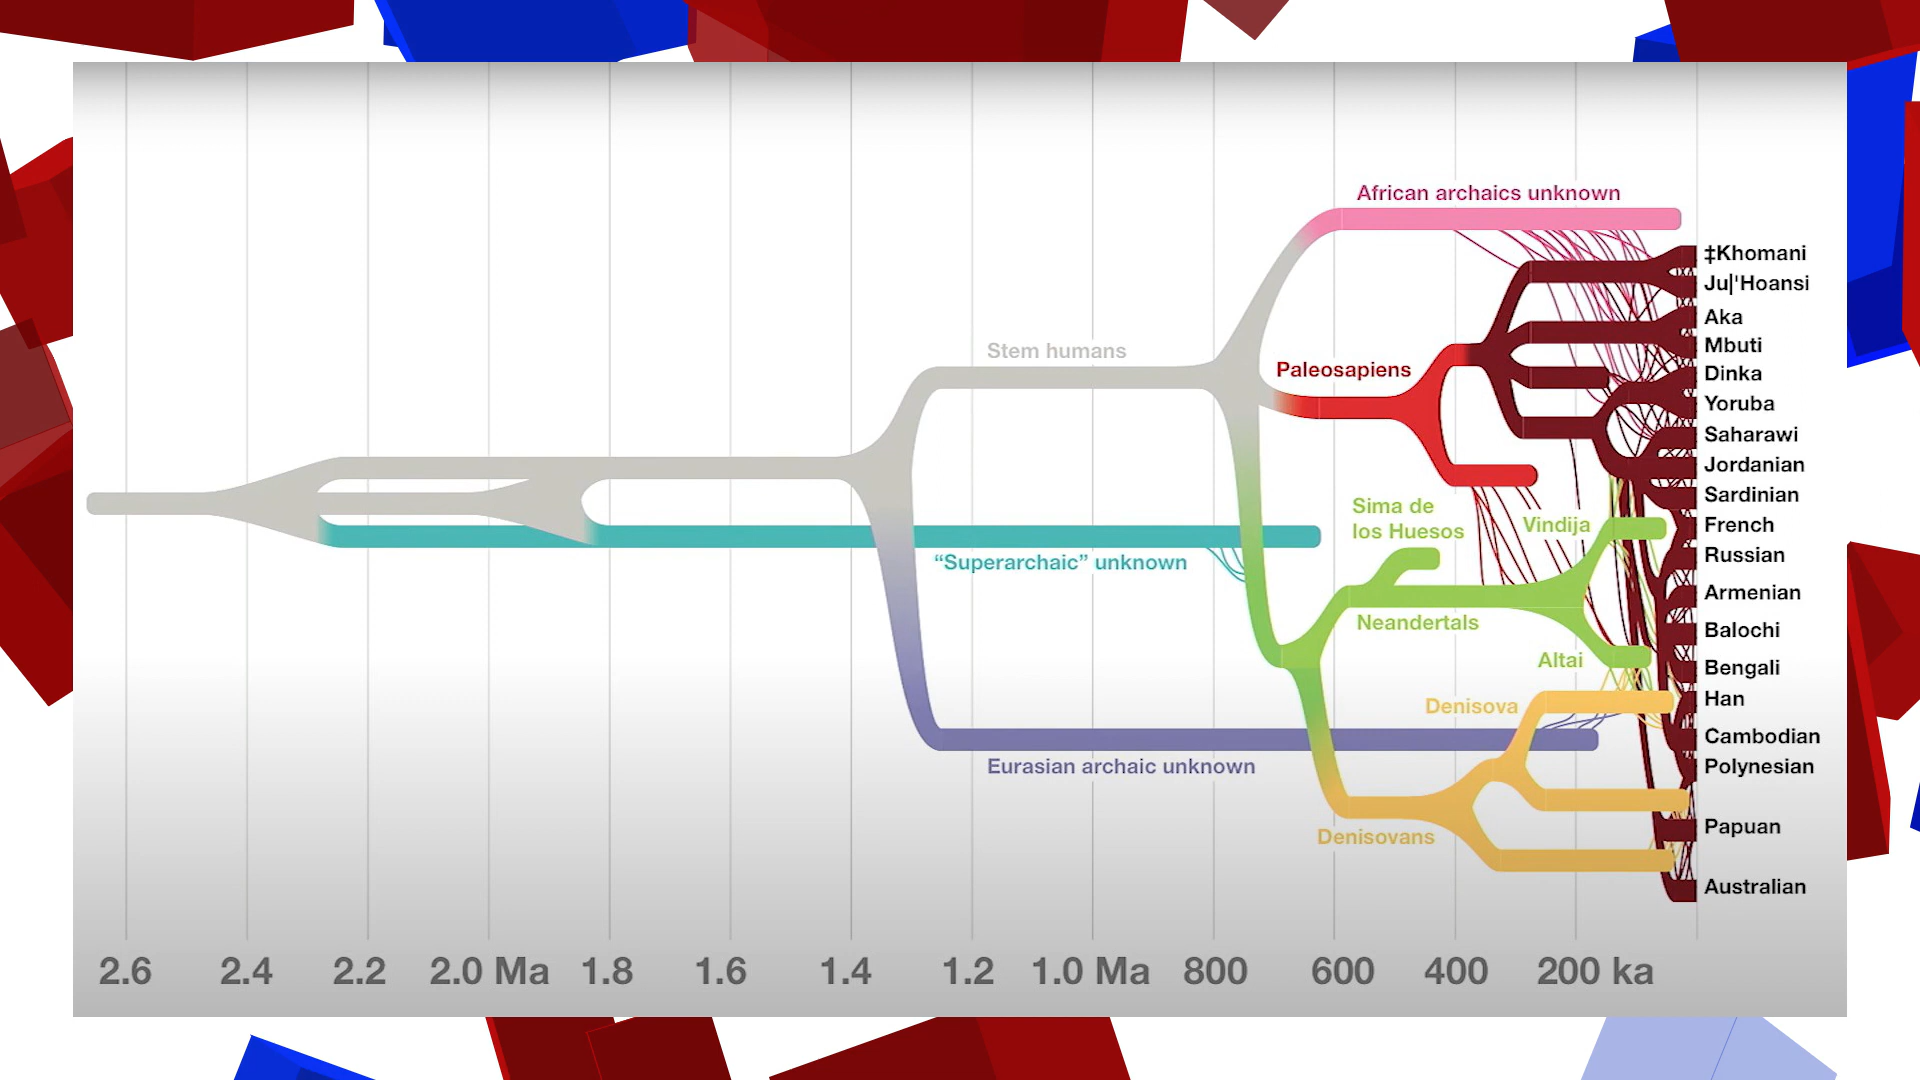 African archaics unknown
‡Khomani
Ju|'Hoansi
Aka
Mbuti
Stem humans
Paleosapiens
Dinka
Yoruba
Saharawi
Jordanian
Sardinian
Sima de
los Huesos
Vindija
French
Russian
"Superarchaic" unknown
Armenian
Neandertals
Balochi
Altai
Bengali
Denisova
Han
Cambodian
Eurasian archaic unknown
Polynesian
Denisovans
Papuan
Australian
2.6 2.4 2.2 2.0 Ma 1.8 1.6 1.4 1.2 1.0 Ma 800 600 400 200 ka